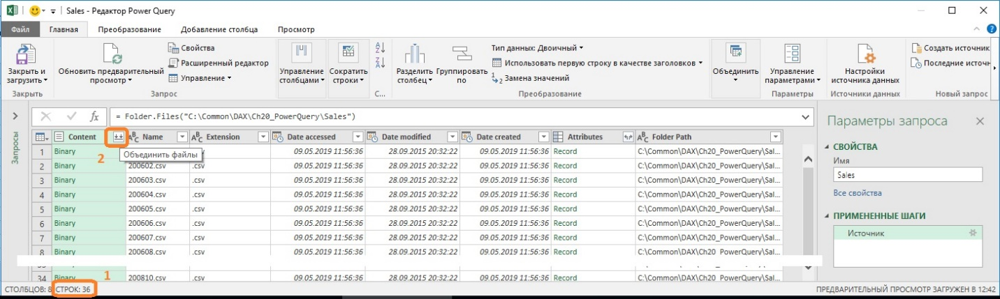 Sales - Редактор Power Query
Файл Главная Преобразование Добавление столбца Просмотр
Закрыть и загрузить
Закрыть
Обновить предварительный просмотр
Свойства
Расширенный редактор
Управление
Запрос
Управление столбцами
Сократить строки
С...
Разделить столбец
Группировать по
Тип данных: Двоичный
Использовать первую строку в качестве заголовков
Замена значений
Преобразование
Объединить
Управление параметрами
Параметры
Настройки источника данных
Источники данных
Создать источник
Последние источн
Новый запрос
fx = Folder.Files("C:\Common\DAX\Ch20_PowerQuery\Sales")
Запросы
Content Name Extension Date accessed Date modified Date created Attributes Folder Path
1 Binary 09.05.2019 11:56:36 28.09.2015 20:32:22 09.05.2019 11:56:36 Record C:\Common\DAX\Ch20_PowerQuery\Sal...
Объединить файлы
2
2 Binary 200602.csv .csv 09.05.2019 11:56:36 28.09.2015 20:32:22 09.05.2019 11:56:36 Record C:\Common\DAX\Ch20_PowerQuery\Sal...
3 Binary 200603.csv .csv 09.05.2019 11:56:36 28.09.2015 20:32:22 09.05.2019 11:56:36 Record C:\Common\DAX\Ch20_PowerQuery\Sal...
4 Binary 200604.csv .csv 09.05.2019 11:56:36 28.09.2015 20:32:22 09.05.2019 11:56:36 Record C:\Common\DAX\Ch20_PowerQuery\Sal...
5 Binary 200605.csv .csv 09.05.2019 11:56:36 28.09.2015 20:32:22 09.05.2019 11:56:36 Record C:\Common\DAX\Ch20_PowerQuery\Sal...
6 Binary 200606.csv .csv 09.05.2019 11:56:36 28.09.2015 20:32:22 09.05.2019 11:56:36 Record C:\Common\DAX\Ch20_PowerQuery\Sal...
7 Binary 200607.csv .csv 09.05.2019 11:56:36 28.09.2015 20:32:22 09.05.2019 11:56:36 Record C:\Common\DAX\Ch20_PowerQuery\Sal...
8 Binary 200608.csv .csv 09.05.2019 11:56:36 28.09.2015 20:32:22 09.05.2019 11:56:36 Record C:\Common\DAX\Ch20_PowerQuery\Sal...
34 Binary 200810.csv .csv 09.05.2019 11:56:36 28.09.2015 20:32:22 09.05.2019 11:56:36 Record C:\Common\DAX\Ch20_PowerQuery\Sal...
1
Параметры запроса
СВОЙСТВА
Имя
Sales
Все свойства
ПРИМЕНЕННЫЕ ШАГИ
Источник
СТОЛБЦОВ: 8 СТРОК: 36
ПРЕДВАРИТЕЛЬНЫЙ ПРОСМОТР ЗАГРУЖЕН В 12:42